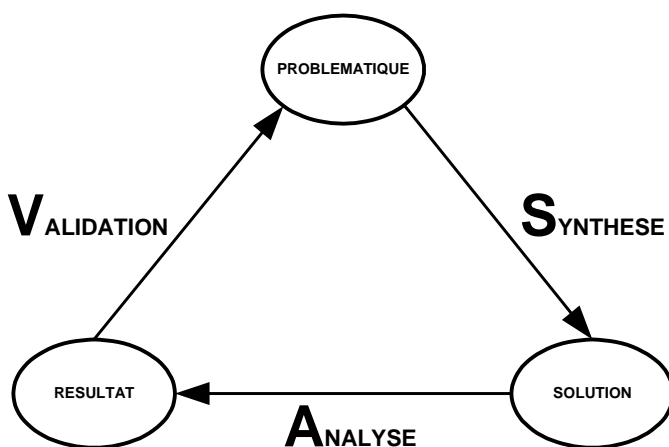 PROBLEMATIQUE
VALIDATION
SYNTHESE
RESULTAT
SOLUTION
ANALYSE